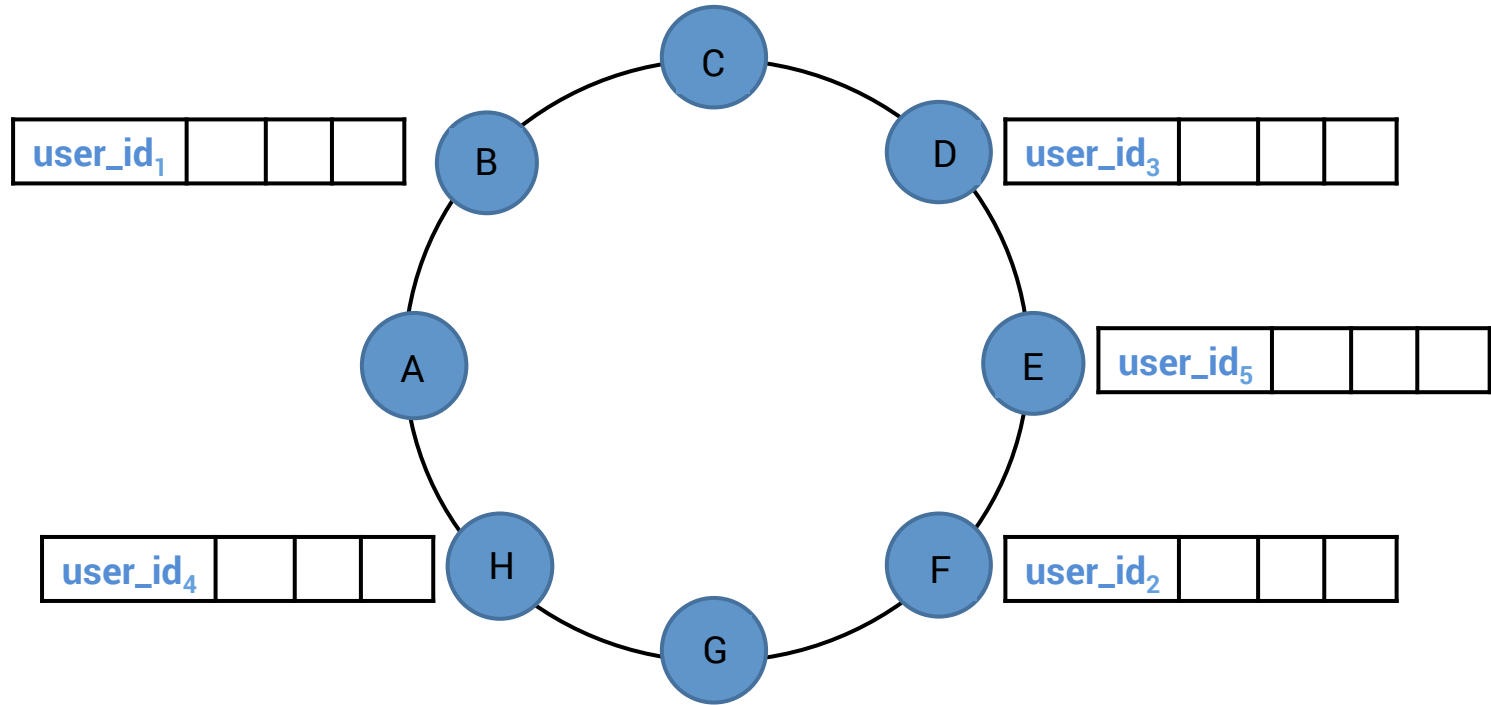 C
B
D
user_id₁
user_id₃
A
E
user_id₅
H
F
user_id₄
user_id₂
G